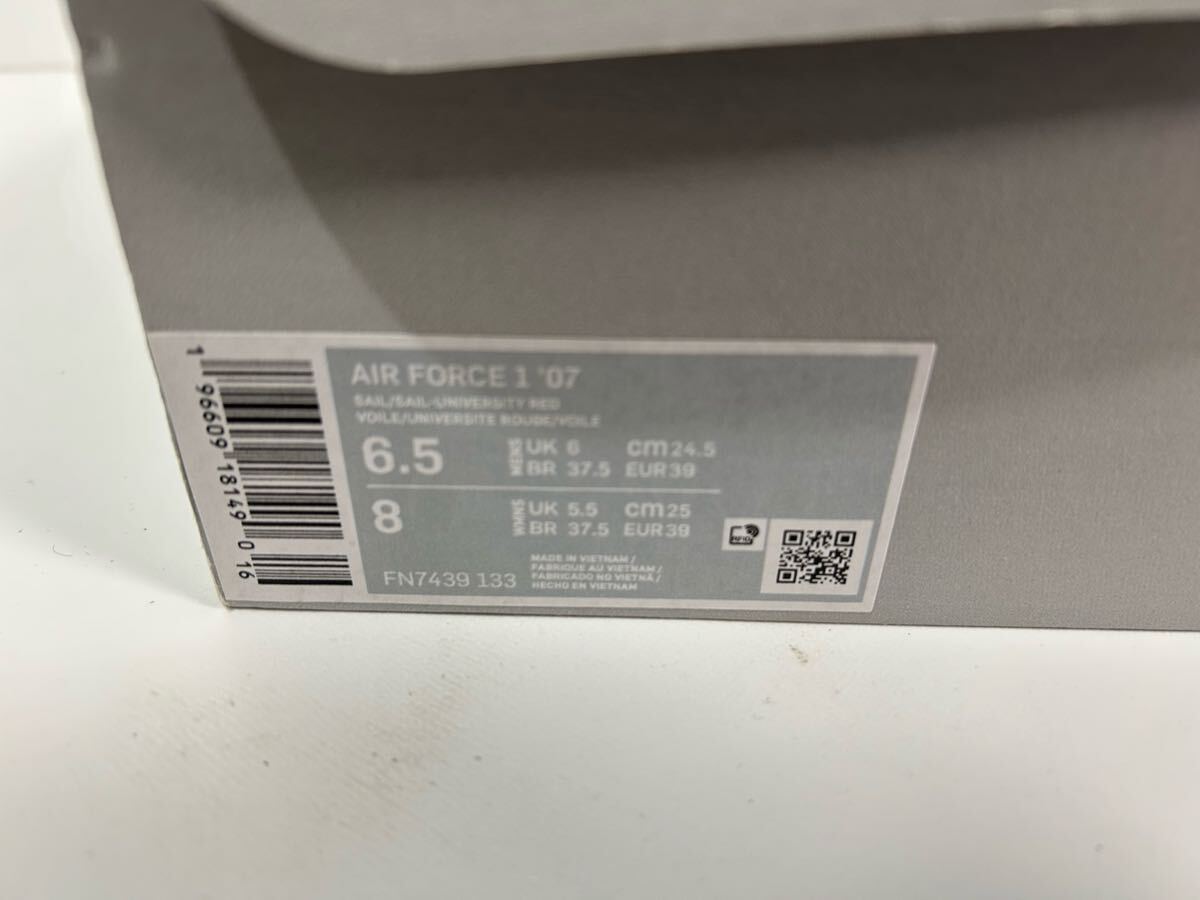 AIR FORCE 1 '07
SAIL/SAIL-UNIVERSITY RED
VOILE/UNIVERSITE ROUGE/VOILE
6.5 MENS UK 6 cm 24.5
BR 37.5 EUR 39
8 WMNS UK 5.5 cm 25
BR 37.5 EUR 39
FN7439 133
MADE IN VIETNAM /
FABRIQUE AU VIETNAM /
FABRICADO NO VIETNÃ /
HECHO EN VIETNAM
RFID
1 96609 18149 0 16